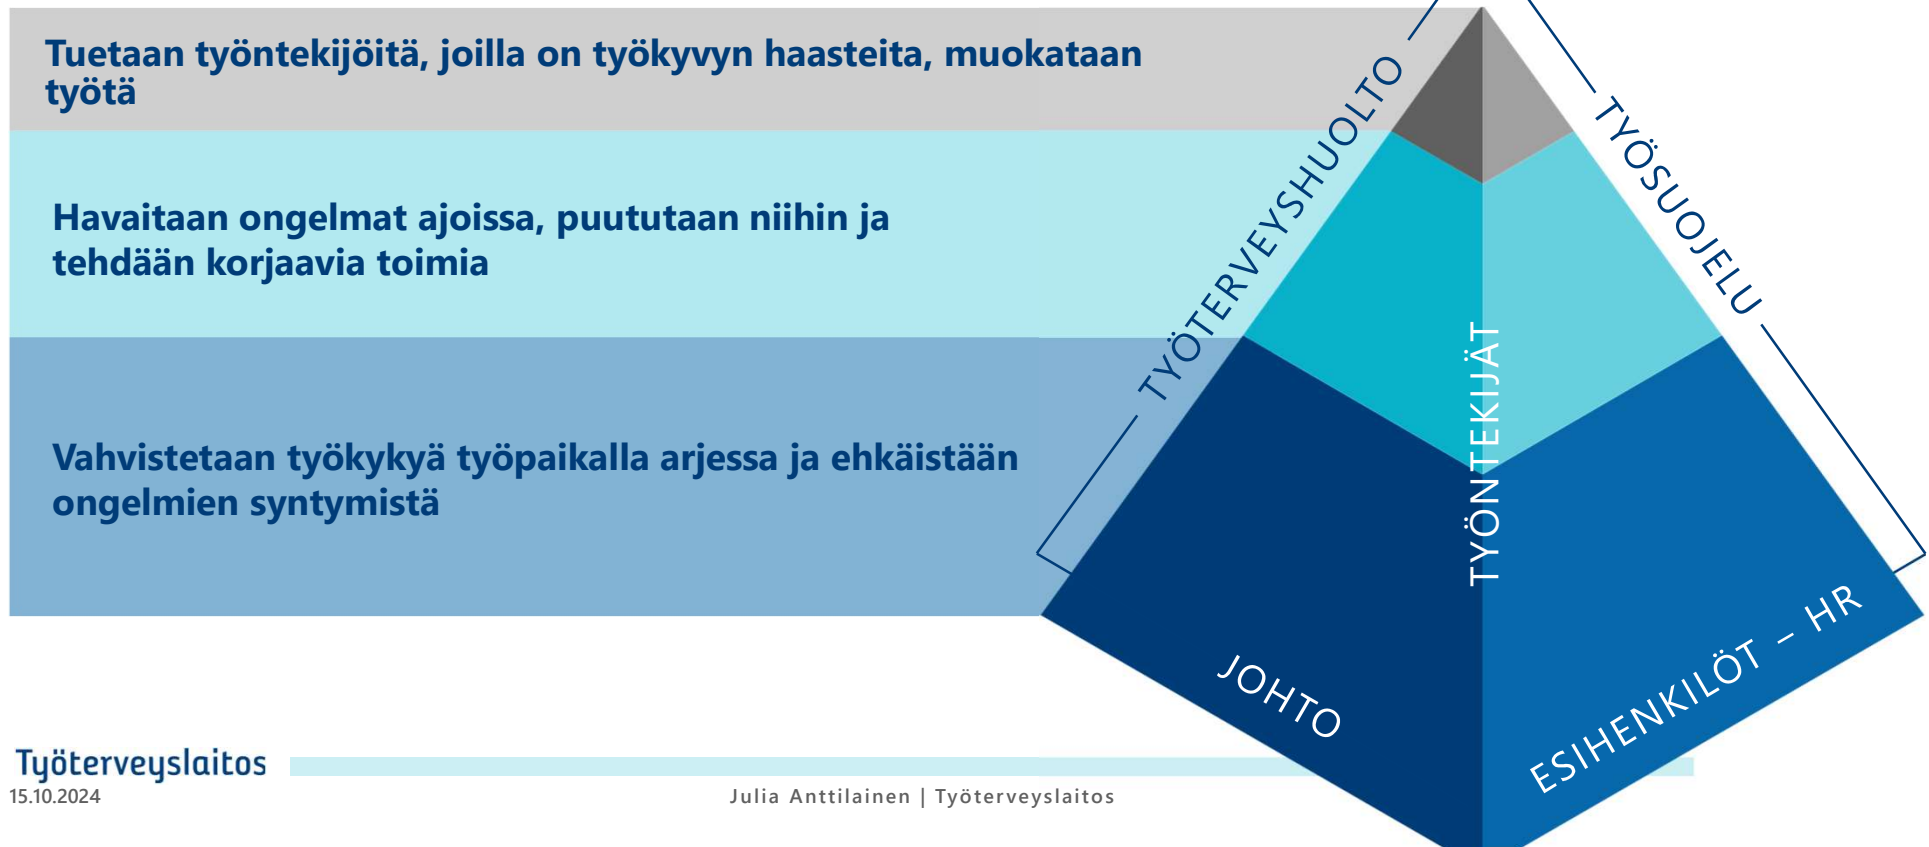 Tuetaan työntekijöitä, joilla on työkyvyn haasteita, muokataan
työtä
Havaitaan ongelmat ajoissa, puututaan niihin ja
tehdään korjaavia toimia
Vahvistetaan työkykyä työpaikalla arjessa ja ehkäistään
ongelmien syntymistä
TYÖTERVEYSHUOLTO
TYÖSUOJELU
TYÖNTEKIJÄT
JOHTO
ESIHENKILÖT – HR
Työterveyslaitos
15.10.2024
Julia Anttilainen | Työterveyslaitos